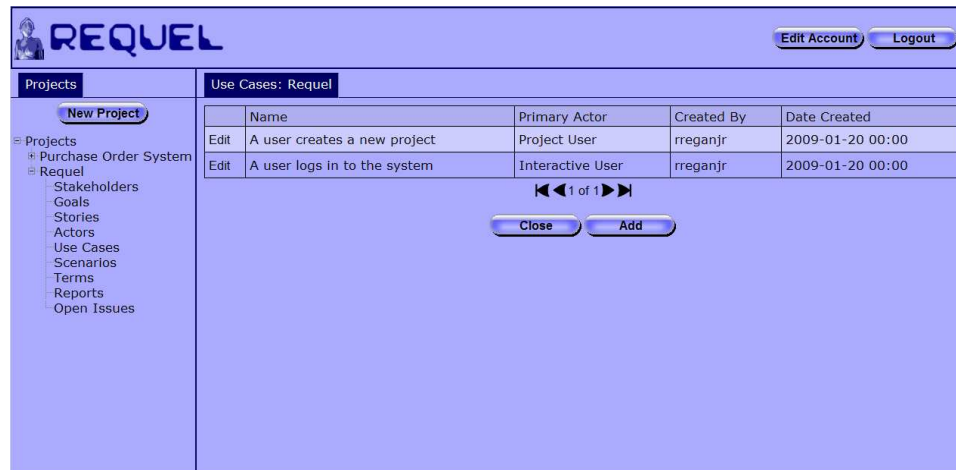 REQUEL
Edit Account Logout
Projects
New Project
Projects
Purchase Order System
Requel
Stakeholders
Goals
Stories
Actors
Use Cases
Scenarios
Terms
Reports
Open Issues
Use Cases: Requel
Name Primary Actor Created By Date Created
Edit A user creates a new project Project User rreganjr 2009-01-20 00:00
Edit A user logs in to the system Interactive User rreganjr 2009-01-20 00:00
1 of 1
Close Add